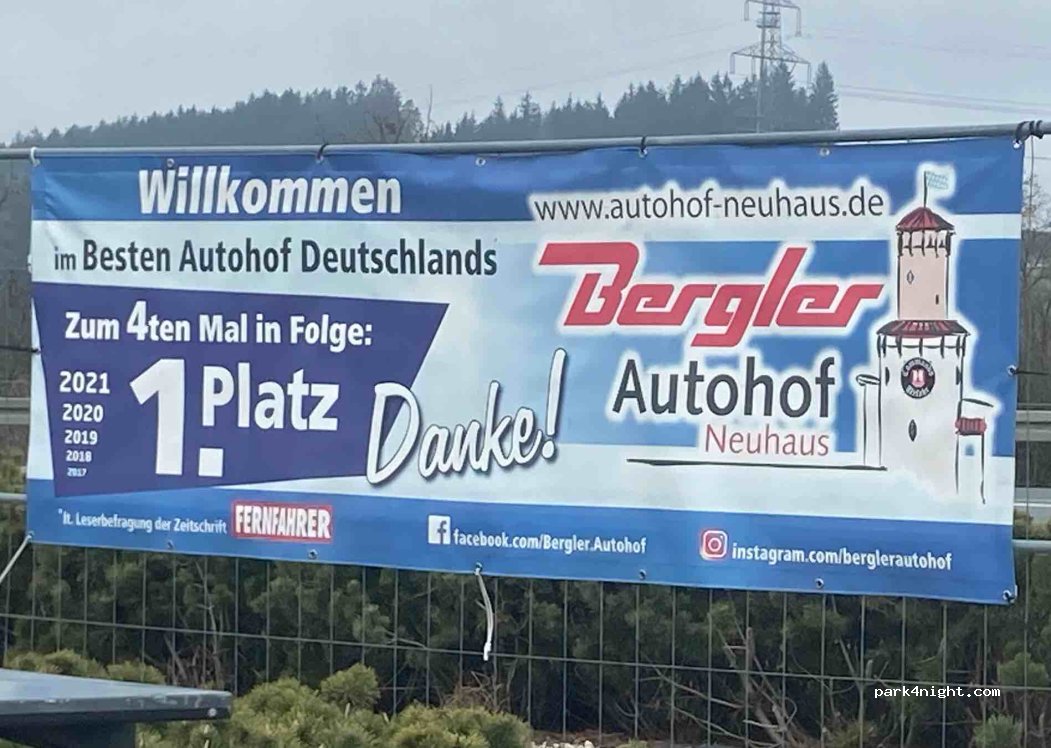 Willkommen
im Besten Autohof Deutschlands
Zum 4ten Mal in Folge:
2021
2020
2019
2018
2017
1. Platz
Danke!
*lt. Leserbefragung der Zeitschrift FERNFAHRER
www.autohof-neuhaus.de
Bergler
Autohof
Neuhaus
facebook.com/Bergler.Autohof
instagram.com/berglerautohof
park4night.com